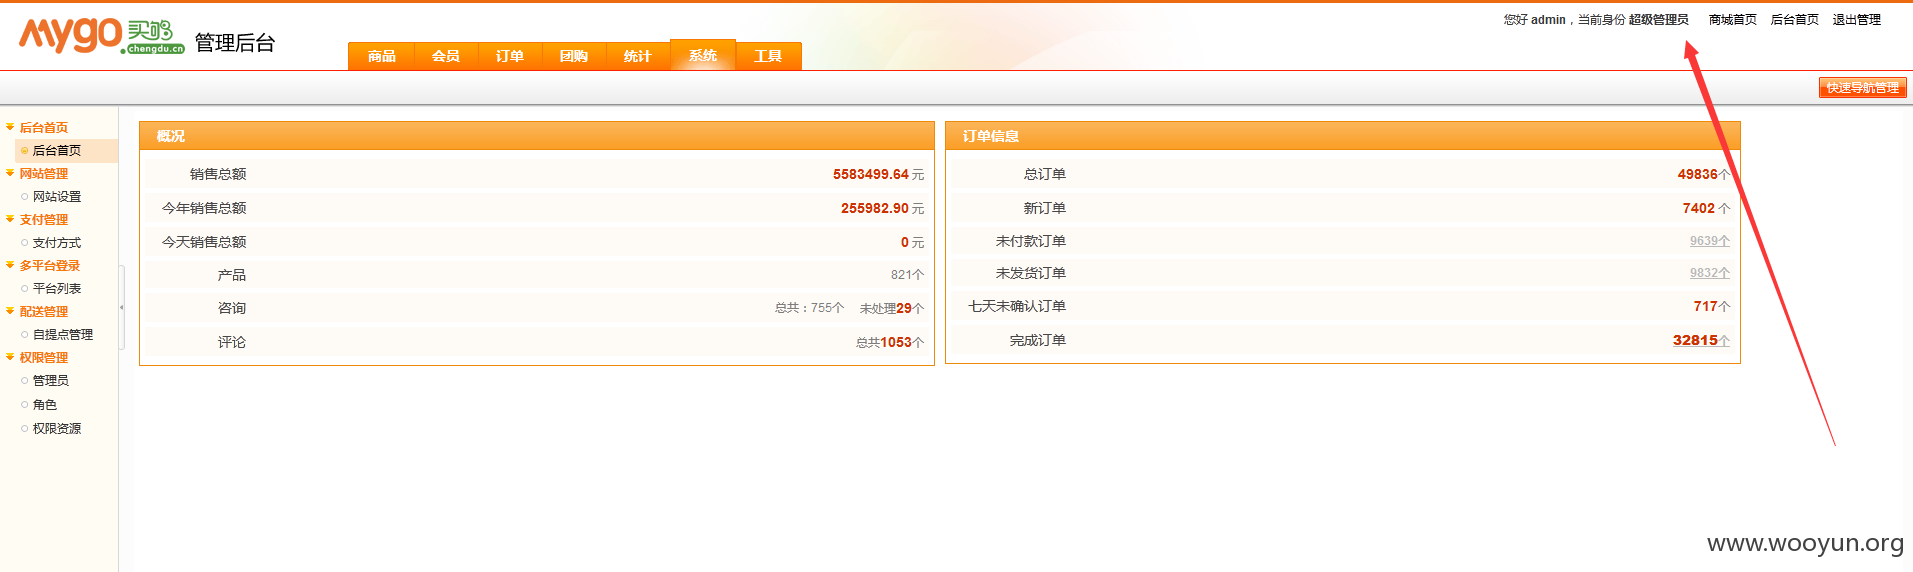 mygo 买够 .chengdu.cn 管理后台
您好 admin，当前身份 超级管理员 商城首页 后台首页 退出管理
商品 会员 订单 团购 统计 系统 工具
快速导航管理
后台首页
后台首页
网站管理
网站设置
支付管理
支付方式
多平台登录
平台列表
配送管理
自提点管理
权限管理
管理员
角色
权限资源
概况
销售总额 5583499.64 元
今年销售总额 255982.90 元
今天销售总额 0 元
产品 821个
咨询 总共：755个 未处理29个
评论 总共1053个
订单信息
总订单 49836个
新订单 7402 个
未付款订单 9639个
未发货订单 9832个
七天未确认订单 717个
完成订单 32815个
www.wooyun.org